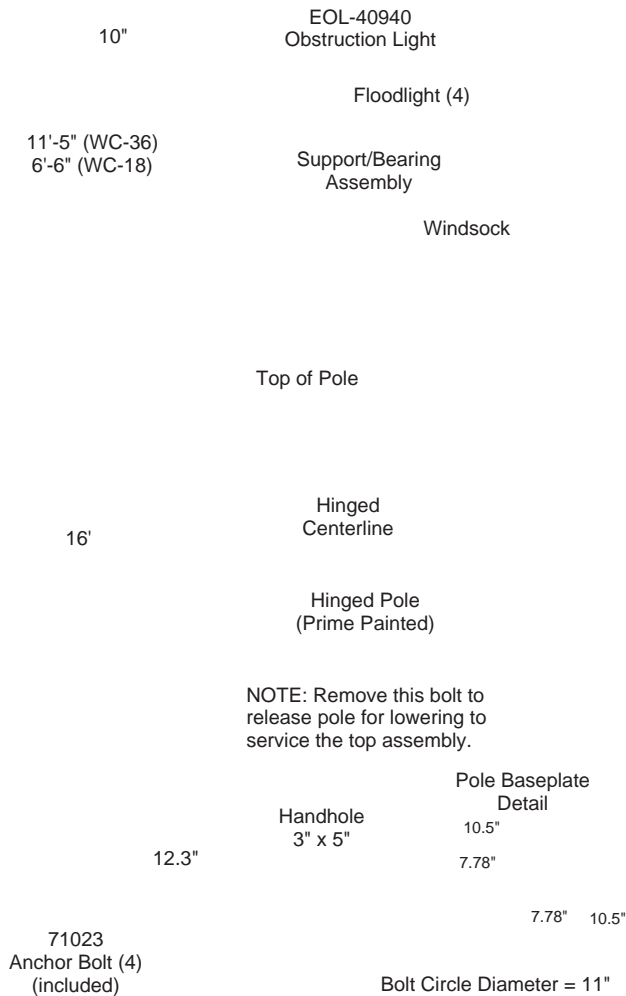 EOL-40940
Obstruction Light
10"
Floodlight (4)
11'-5" (WC-36)
6'-6" (WC-18)
Support/Bearing
Assembly
Windsock
Top of Pole
Hinged
Centerline
16'
Hinged Pole
(Prime Painted)
NOTE: Remove this bolt to
release pole for lowering to
service the top assembly.
Pole Baseplate
Detail
Handhole
3" x 5"
10.5"
12.3"
7.78"
7.78"
10.5"
71023
Anchor Bolt (4)
(included)
Bolt Circle Diameter = 11"